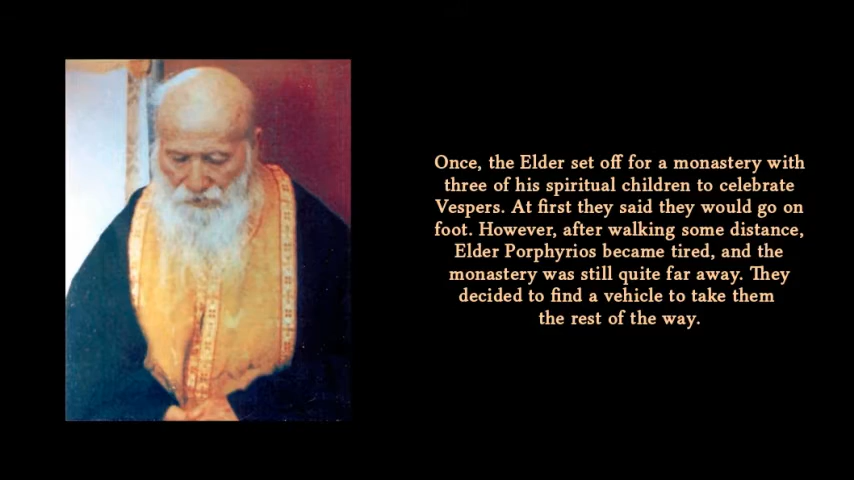 Once, the Elder set off for a monastery with
three of his spiritual children to celebrate
Vespers. At first they said they would go on
foot. However, after walking some distance,
Elder Porphyrios became tired, and the
monastery was still quite far away. They
decided to find a vehicle to take them
the rest of the way.